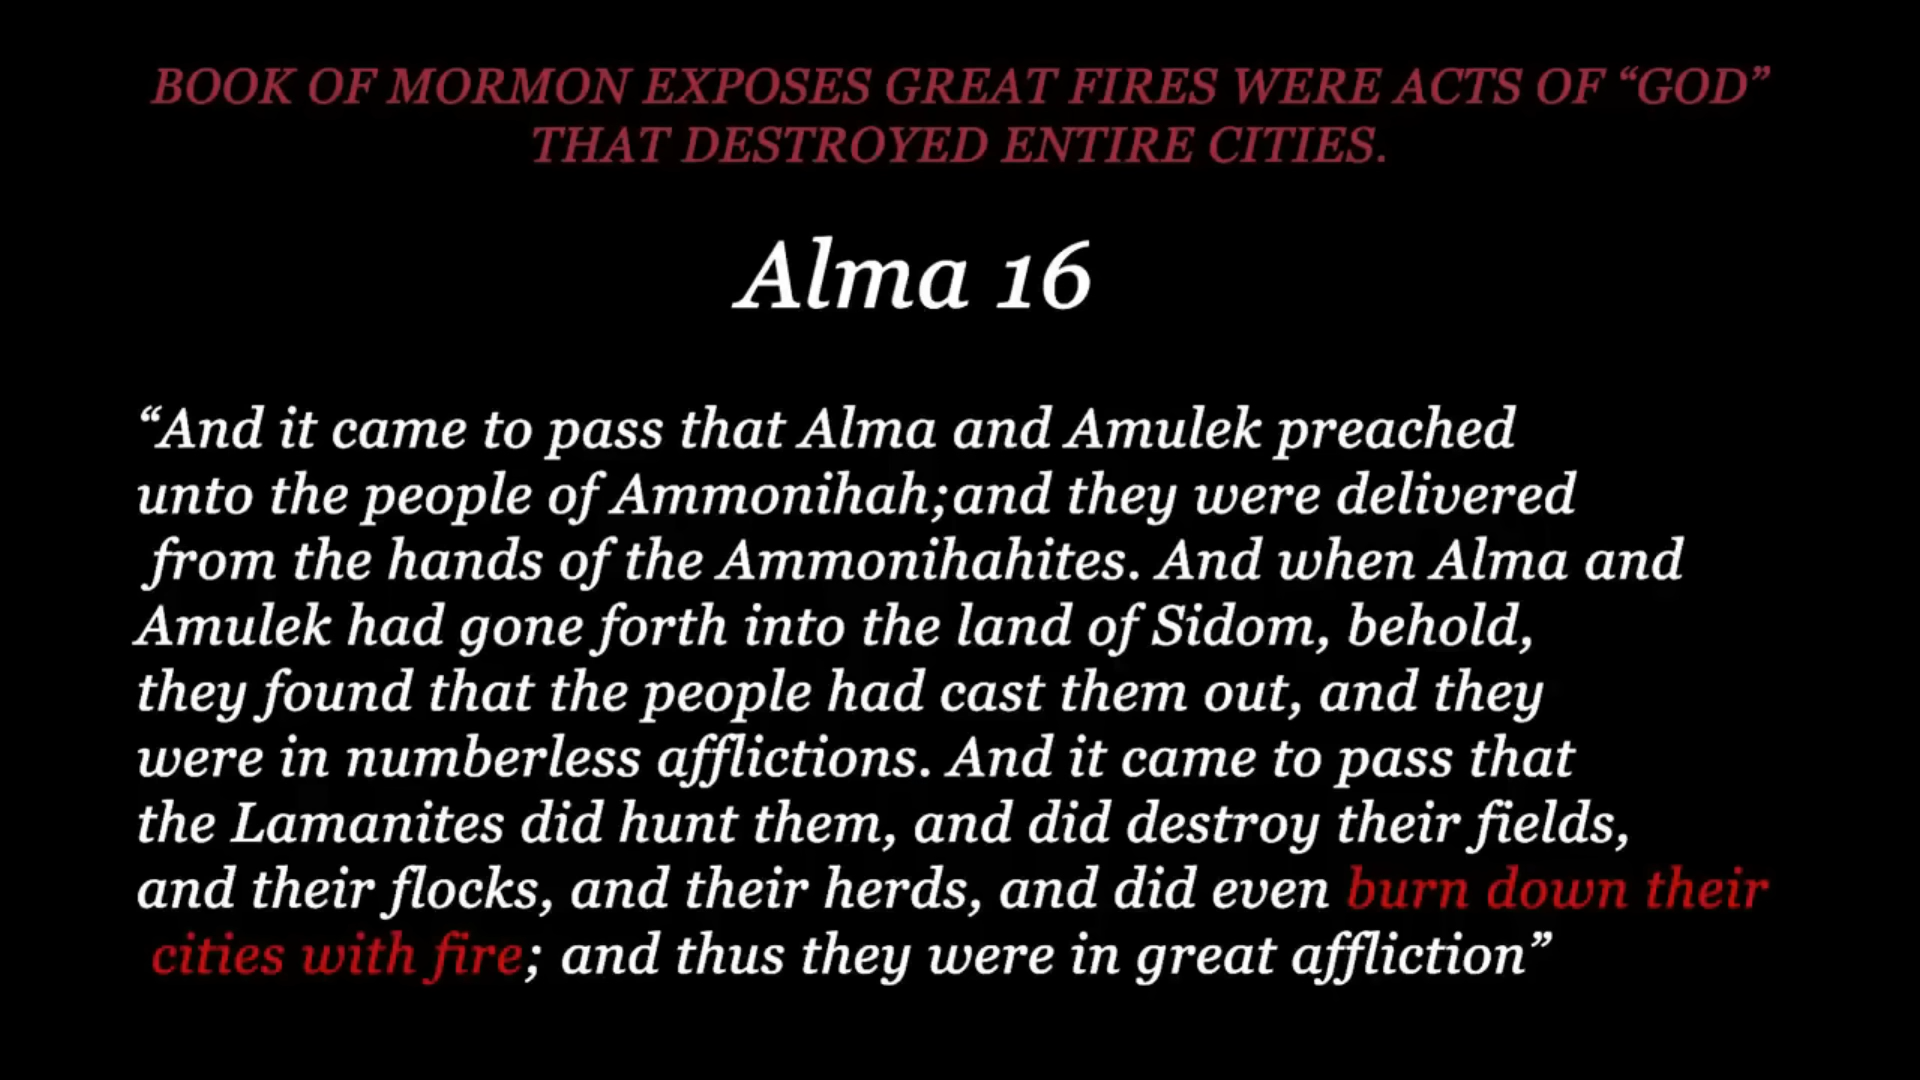 BOOK OF MORMON EXPOSES GREAT FIRES WERE ACTS OF “GOD”
THAT DESTROYED ENTIRE CITIES.
Alma 16
“And it came to pass that Alma and Amulek preached
unto the people of Ammonihah;and they were delivered
from the hands of the Ammonihahites. And when Alma and
Amulek had gone forth into the land of Sidom, behold,
they found that the people had cast them out, and they
were in numberless afflictions. And it came to pass that
the Lamanites did hunt them, and did destroy their fields,
and their flocks, and their herds, and did even burn down their
cities with fire; and thus they were in great affliction”